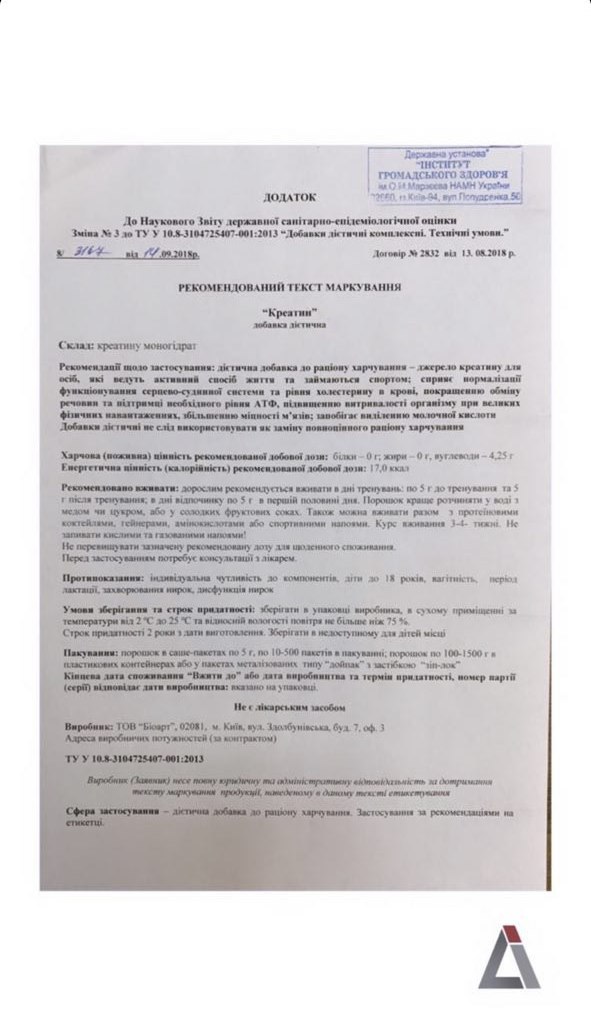 Державна установа"
"ІНСТИТУТ
ГРОМАДСЬКОГО ЗДОРОВ'Я
ім.О.М.Марзєєва НАМН України
02660, м.Київ-94, вул.Попудренка,50
ДОДАТОК
До Наукового Звіту державної санітарно-епідеміологічної оцінки
Зміна № 3 до ТУ У 10.8-3104725407-001:2013 "Добавки дієтичні комплексні. Технічні умови."
8/ 3167 від 14.09.2018р. Договір № 2832 від 13. 08.2018 р.
РЕКОМЕНДОВАНИЙ ТЕКСТ МАРКУВАННЯ
"Креатин"
добавка дієтична
Склад: креатину моногідрат
Рекомендації щодо застосування: дієтична добавка до раціону харчування – джерело креатину для
осіб, які ведуть активний спосіб життя та займаються спортом; сприяє нормалізації
функціонування серцево-судинної системи та рівня холестерину в крові, покращенню обміну
речовин та підтримці необхідного рівня АТФ, підвищенню витривалості організму при великих
фізичних навантаженнях, збільшенню міцності м'язів; запобігає виділенню молочної кислоти
Добавки дієтичні не слід використовувати як заміну повноцінного раціону харчування
Харчова (поживна) цінність рекомендованої добової дози: білки – 0 г; жири – 0 г, вуглеводи – 4,25 г
Енергетична цінність (калорійність) рекомендованої добової дози: 17,0 ккал
Рекомендовано вживати: дорослим рекомендується вживати в дні тренувань: по 5 г до тренування та 5
г після тренування; в дні відпочинку по 5 г в першій половині дня. Порошок краще розчиняти у воді з
медом чи цукром, або у солодких фруктових соках. Також можна вживати разом з протеїновими
коктейлями, гейнерами, амінокислотами або спортивними напоями. Курс вживання 3-4- тижні. Не
запивати кислими та газованими напоями!
Не перевищувати зазначену рекомендовану дозу для щоденного споживання.
Перед застосуванням потребує консультації з лікарем.
Протипоказання: індивідуальна чутливість до компонентів, діти до 18 років, вагітність, період
лактації, захворювання нирок, дисфункція нирок
Умови зберігання та строк придатності: зберігати в упаковці виробника, в сухому приміщенні за
температури від 2 ºС до 25 ºС та відносної вологості повітря не більше ніж 75 %.
Строк придатності 2 роки з дати виготовлення. Зберігати в недоступному для дітей місці
Пакування: порошок в саше-пакетах по 5 г, по 10-500 пакетів в пакуванні; порошок по 100-1500 г в
пластикових контейнерах або у пакетах металізованих типу "дойпак" з застібкою "зіп-лок"
Кінцева дата споживання "Вжити до" або дата виробництва та термін придатності, номер партії
(серії) відповідає дати виробництва: вказано на упаковці.
Не є лікарським засобом
Виробник: ТОВ "Біоарт", 02081, м. Київ, вул. Здолбунівська, буд. 7, оф. 3
Адреса виробничих потужностей (за контрактом)
ТУ У 10.8-3104725407-001:2013
Виробник (Заявник) несе повну юридичну та адміністративну відповідальність за дотримання
тексту маркування продукції, наведеному в даному тексті етикетування
Сфера застосування – дієтична добавка до раціону харчування. Застосування за рекомендаціями на
етикетці.